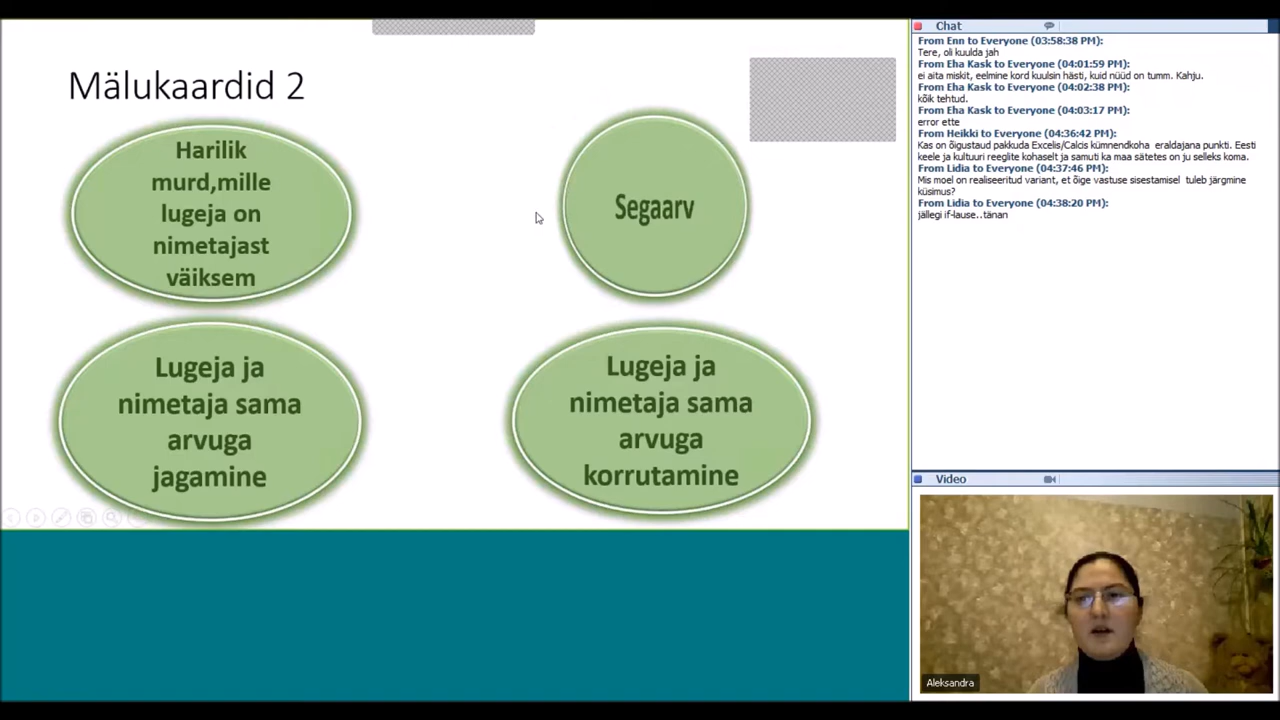 Mälukaardid 2
Harilik
murd,mille
lugeja on
nimetajast
väiksem
Segaarv
Lugeja ja
nimetaja sama
arvuga
jagamine
Lugeja ja
nimetaja sama
arvuga
korrutamine
Chat
From Enn to Everyone (03:58:38 PM):
Tere, oli kuulda jah
From Eha Kask to Everyone (04:01:59 PM):
ei aita miskit, eelmine kord kuulsin hästi, kuid nüüd on tumm. Kahju.
From Eha Kask to Everyone (04:02:38 PM):
kõik tehtud.
From Eha Kask to Everyone (04:03:17 PM):
error ette
From Heikki to Everyone (04:36:42 PM):
Kas on õigustaud pakkuda Excelis/Calcis kümnendkoha eraldajana punkti. Eesti
keele ja kultuuri reeglite kohaselt ja samuti ka maa sätetes on ju selleks koma.
From Lidia to Everyone (04:37:46 PM):
Mis moel on realiseeritud variant, et õige vastuse sisestamisel tuleb järgmine
küsimus?
From Lidia to Everyone (04:38:20 PM):
jällegi if-lause..tänan
Video
Aleksandra